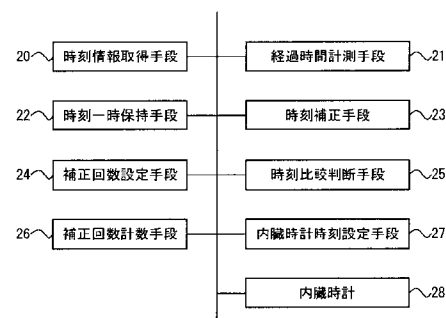 20 時刻情報取得手段 経過時間計測手段 21
22 時刻一時保持手段 時刻補正手段 23
24 補正回数設定手段 時刻比較判断手段 25
26 補正回数計数手段 内臓時計時刻設定手段 27
内臓時計 28